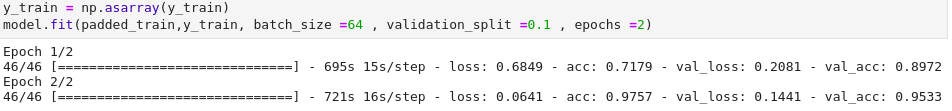 y_train = np.asarray(y_train)
model.fit(padded_train,y_train, batch_size =64 , validation_split =0.1 , epochs =2)
Epoch 1/2
46/46 [==============================] - 695s 15s/step - loss: 0.6849 - acc: 0.7179 - val_loss: 0.2081 - val_acc: 0.8972
Epoch 2/2
46/46 [==============================] - 721s 16s/step - loss: 0.0641 - acc: 0.9757 - val_loss: 0.1441 - val_acc: 0.9533